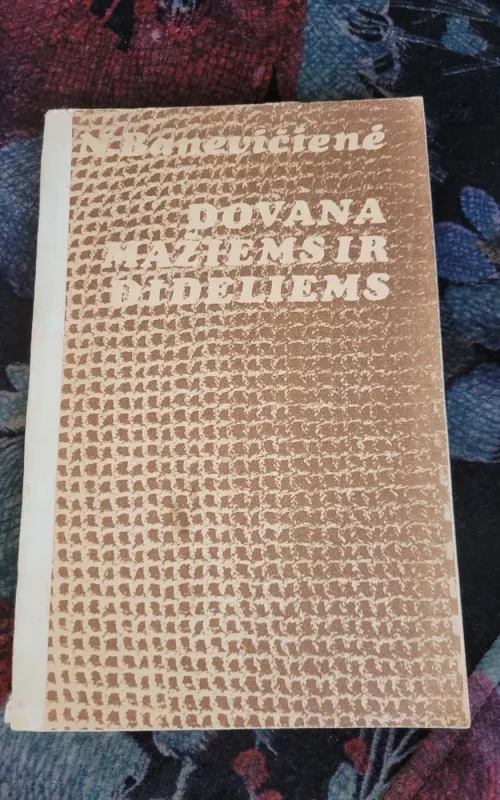 N. Banevičienė
DOVANA
MAŽIEMS IR
DIDELIEMS